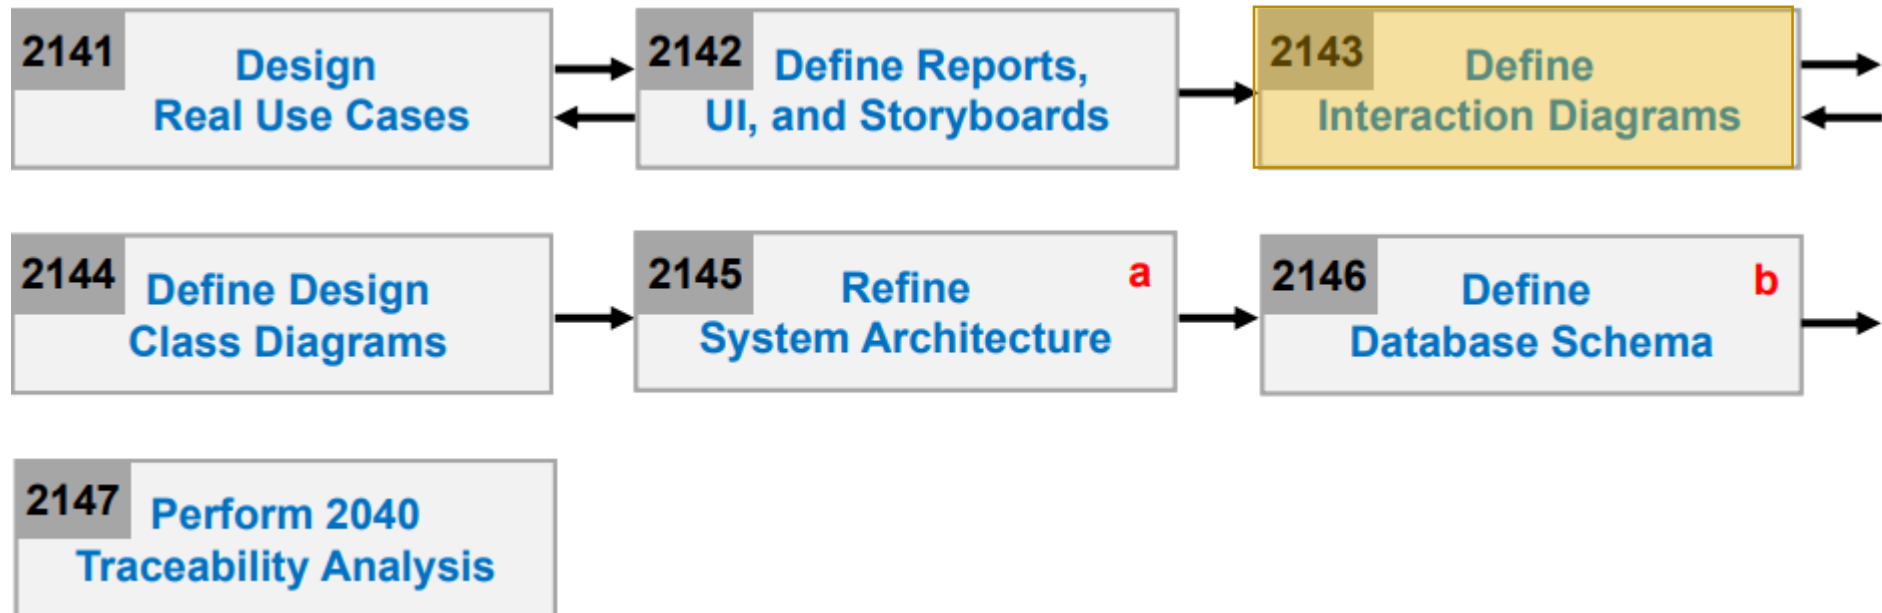 2141
Design
Real Use Cases
2142
Define Reports,
UI, and Storyboards
2143
Define
Interaction Diagrams
2144
Define Design
Class Diagrams
2145
Refine
a
System Architecture
2146
Define
b
Database Schema
2147
Perform 2040
Traceability Analysis